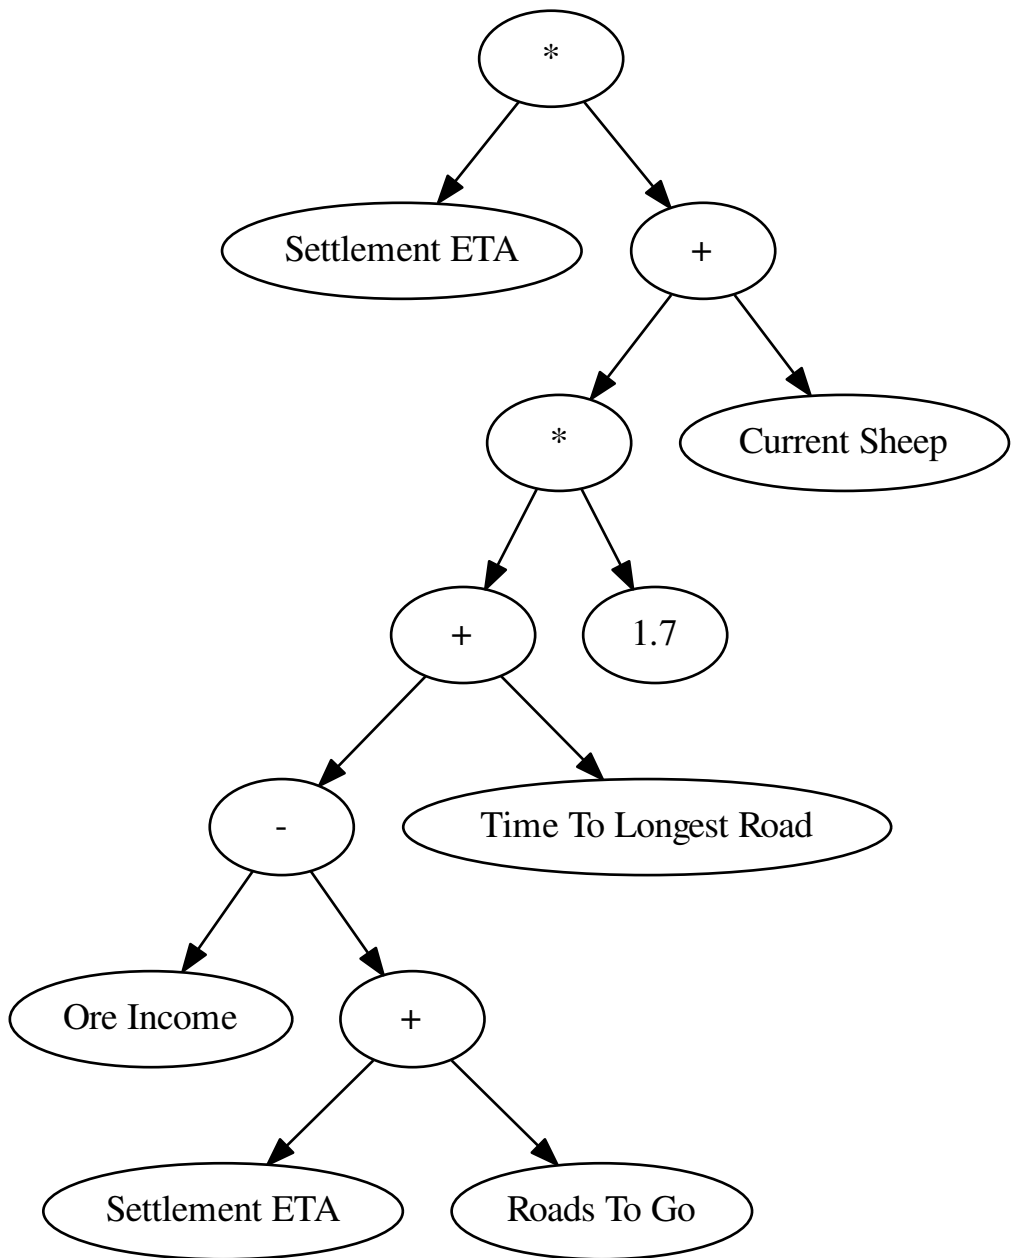 *
Settlement ETA
+
*
Current Sheep
+
1.7
-
Time To Longest Road
Ore Income
+
Settlement ETA
Roads To Go